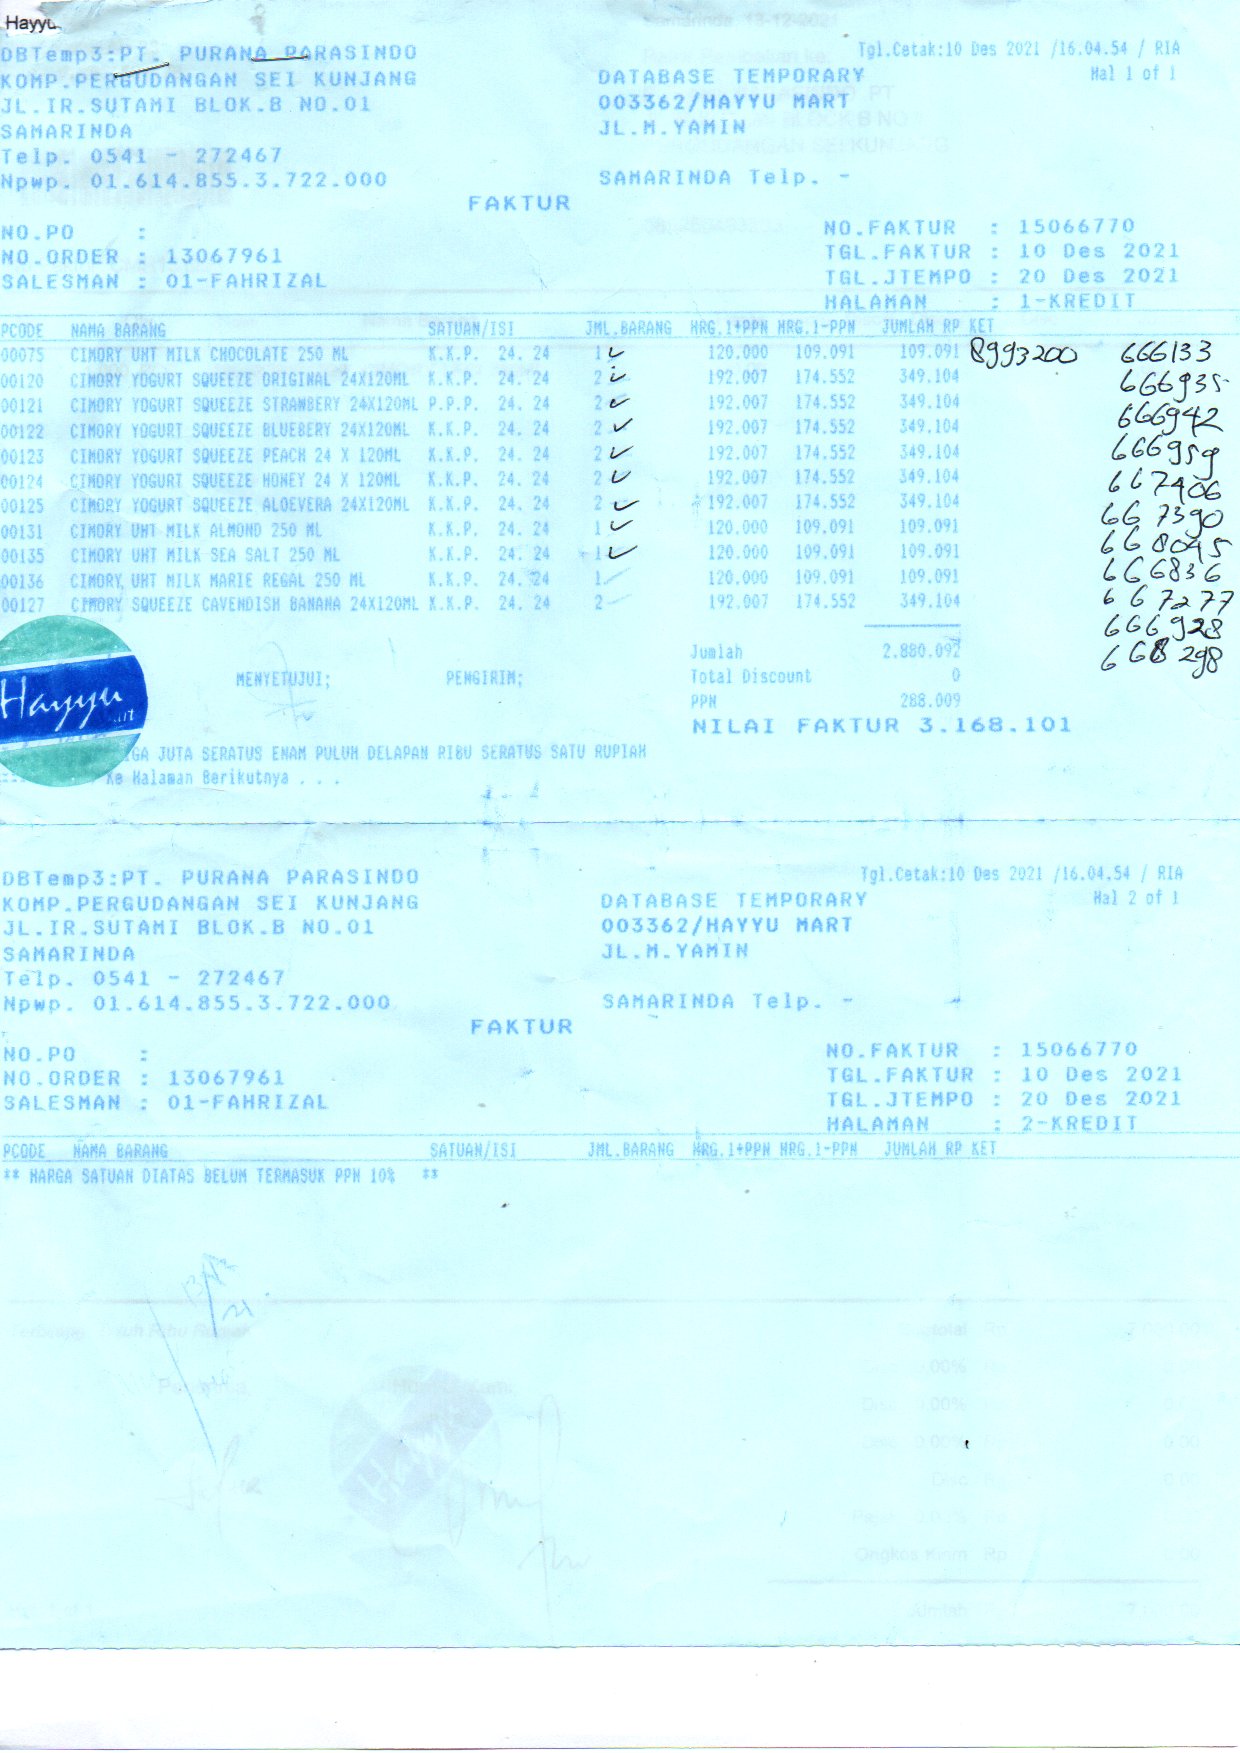 Hayyu
DBTemp3:PT. PURANA PARASINDO Tgl.Cetak:10 Des 2021 /16.04.54 / RIA
KOMP.PERGUDANGAN SEI KUNJANG DATABASE TEMPORARY Hal 1 of 1
JL.IR.SUTAMI BLOK.B NO.01 003362/HAYYU MART
SAMARINDA JL.M.YAMIN
Telp. 0541 - 272467
Npwp. 01.614.855.3.722.000 SAMARINDA Telp. -
FAKTUR
NO.PO : NO.FAKTUR : 15066770
NO.ORDER : 13067961 TGL.FAKTUR : 10 Des 2021
SALESMAN : 01-FAHRIZAL TGL.JTEMPO : 20 Des 2021
HALAMAN : 1-KREDIT
PCODE NAMA BARANG SATUAN/ISI JML.BARANG HRG.1+PPN HRG.1-PPN JUMLAH RP KET
00075 CIMORY UHT MILK CHOCOLATE 250 ML K.K.P. 24. 24 1 120.000 109.091 109.091 8993200 666133
00120 CIMORY YOGURT SQUEEZE ORIGINAL 24X120ML K.K.P. 24. 24 2 192.007 174.552 349.104 666935
00121 CIMORY YOGURT SQUEEZE STRAWBERY 24X120ML P.P.P. 24. 24 2 192.007 174.552 349.104 666942
00122 CIMORY YOGURT SQUEEZE BLUEBERY 24X120ML K.K.P. 24. 24 2 192.007 174.552 349.104 666959
00123 CIMORY YOGURT SQUEEZE PEACH 24 X 120ML K.K.P. 24. 24 2 192.007 174.552 349.104 667406
00124 CIMORY YOGURT SQUEEZE HONEY 24 X 120ML K.K.P. 24. 24 2 192.007 174.552 349.104 667390
00125 CIMORY YOGURT SQUEEZE ALOEVERA 24X120ML K.K.P. 24. 24 2 192.007 174.552 349.104 668045
00131 CIMORY UHT MILK ALMOND 250 ML K.K.P. 24. 24 1 120.000 109.091 109.091 666836
00135 CIMORY UHT MILK SEA SALT 250 ML K.K.P. 24. 24 1 120.000 109.091 109.091 667277
00136 CIMORY UHT MILK MARIE REGAL 250 ML K.K.P. 24. 24 1 120.000 109.091 109.091 666928
00127 CIMORY SQUEEZE CAVENDISH BANANA 24X120ML K.K.P. 24. 24 2 192.007 174.552 349.104 668298
Jumlah 2.880.092
MENYETUJUI; PENGIRIM; Total Discount 0
PPN 288.009
Hayyu
NILAI FAKTUR 3.168.101
JUTA SERATUS ENAM PULUH DELAPAN RIBU SERATUS SATU RUPIAH
Ke Halaman Berikutnya . . .
DBTemp3:PT. PURANA PARASINDO Tgl.Cetak:10 Des 2021 /16.04.54 / RIA
KOMP.PERGUDANGAN SEI KUNJANG DATABASE TEMPORARY Hal 2 of 1
JL.IR.SUTAMI BLOK.B NO.01 003362/HAYYU MART
SAMARINDA JL.M.YAMIN
Telp. 0541 - 272467
Npwp. 01.614.855.3.722.000 SAMARINDA Telp. -
FAKTUR
NO.PO : NO.FAKTUR : 15066770
NO.ORDER : 13067961 TGL.FAKTUR : 10 Des 2021
SALESMAN : 01-FAHRIZAL TGL.JTEMPO : 20 Des 2021
HALAMAN : 2-KREDIT
PCODE NAMA BARANG SATUAN/ISI JML.BARANG HRG.1+PPN HRG.1-PPN JUMLAH RP KET
** HARGA SATUAN DIATAS BELUM TERMASUK PPN 10% **